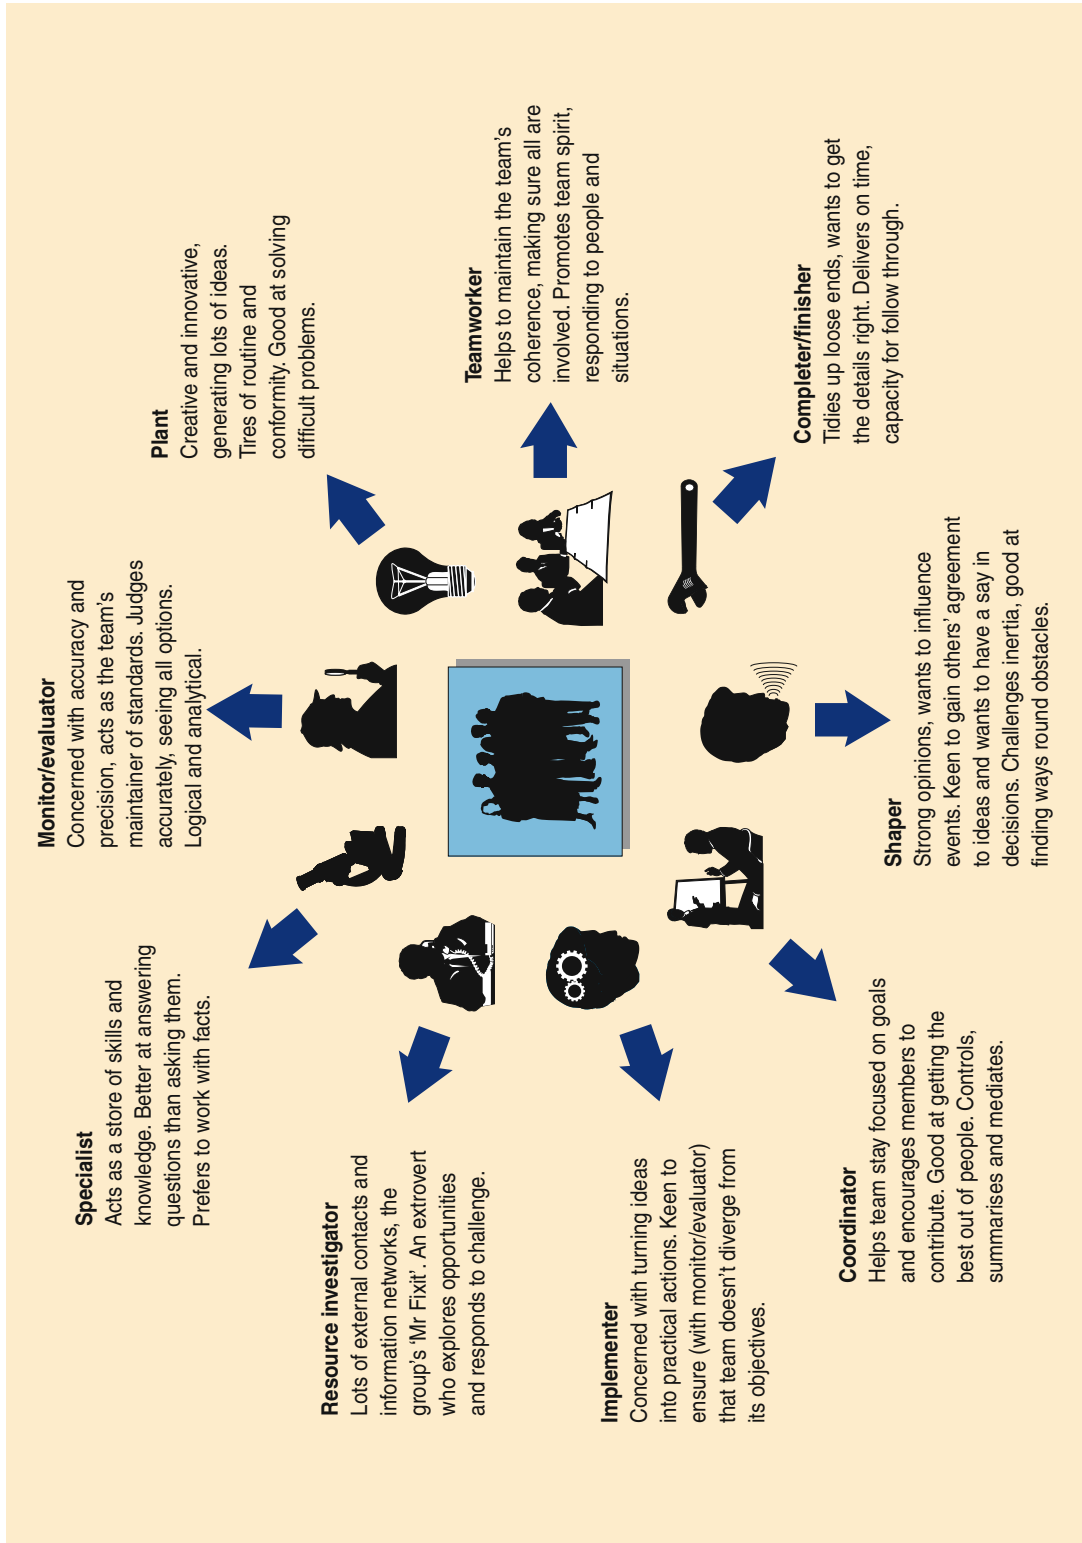 Monitor/evaluator
Concerned with accuracy and
precision, acts as the team's
maintainer of standards. Judges
accurately, seeing all options.
Logical and analytical.
Plant
Creative and innovative,
generating lots of ideas.
Tires of routine and
conformity. Good at solving
difficult problems.
Teamworker
Helps to maintain the team's
coherence, making sure all are
involved. Promotes team spirit,
responding to people and
situations.
Completer/finisher
Tidies up loose ends, wants to get
the details right. Delivers on time,
capacity for follow through.
Shaper
Strong opinions, wants to influence
events. Keen to gain others' agreement
to ideas and wants to have a say in
decisions. Challenges inertia, good at
finding ways round obstacles.
Coordinator
Helps team stay focused on goals
and encourages members to
contribute. Good at getting the
best out of people. Controls,
summarises and mediates.
Implementer
Concerned with turning ideas
into practical actions. Keen to
ensure (with monitor/evaluator)
that team doesn't diverge from
its objectives.
Resource investigator
Lots of external contacts and
information networks, the
group's 'Mr Fixit'. An extrovert
who explores opportunities
and responds to challenge.
Specialist
Acts as a store of skills and
knowledge. Better at answering
questions than asking them.
Prefers to work with facts.